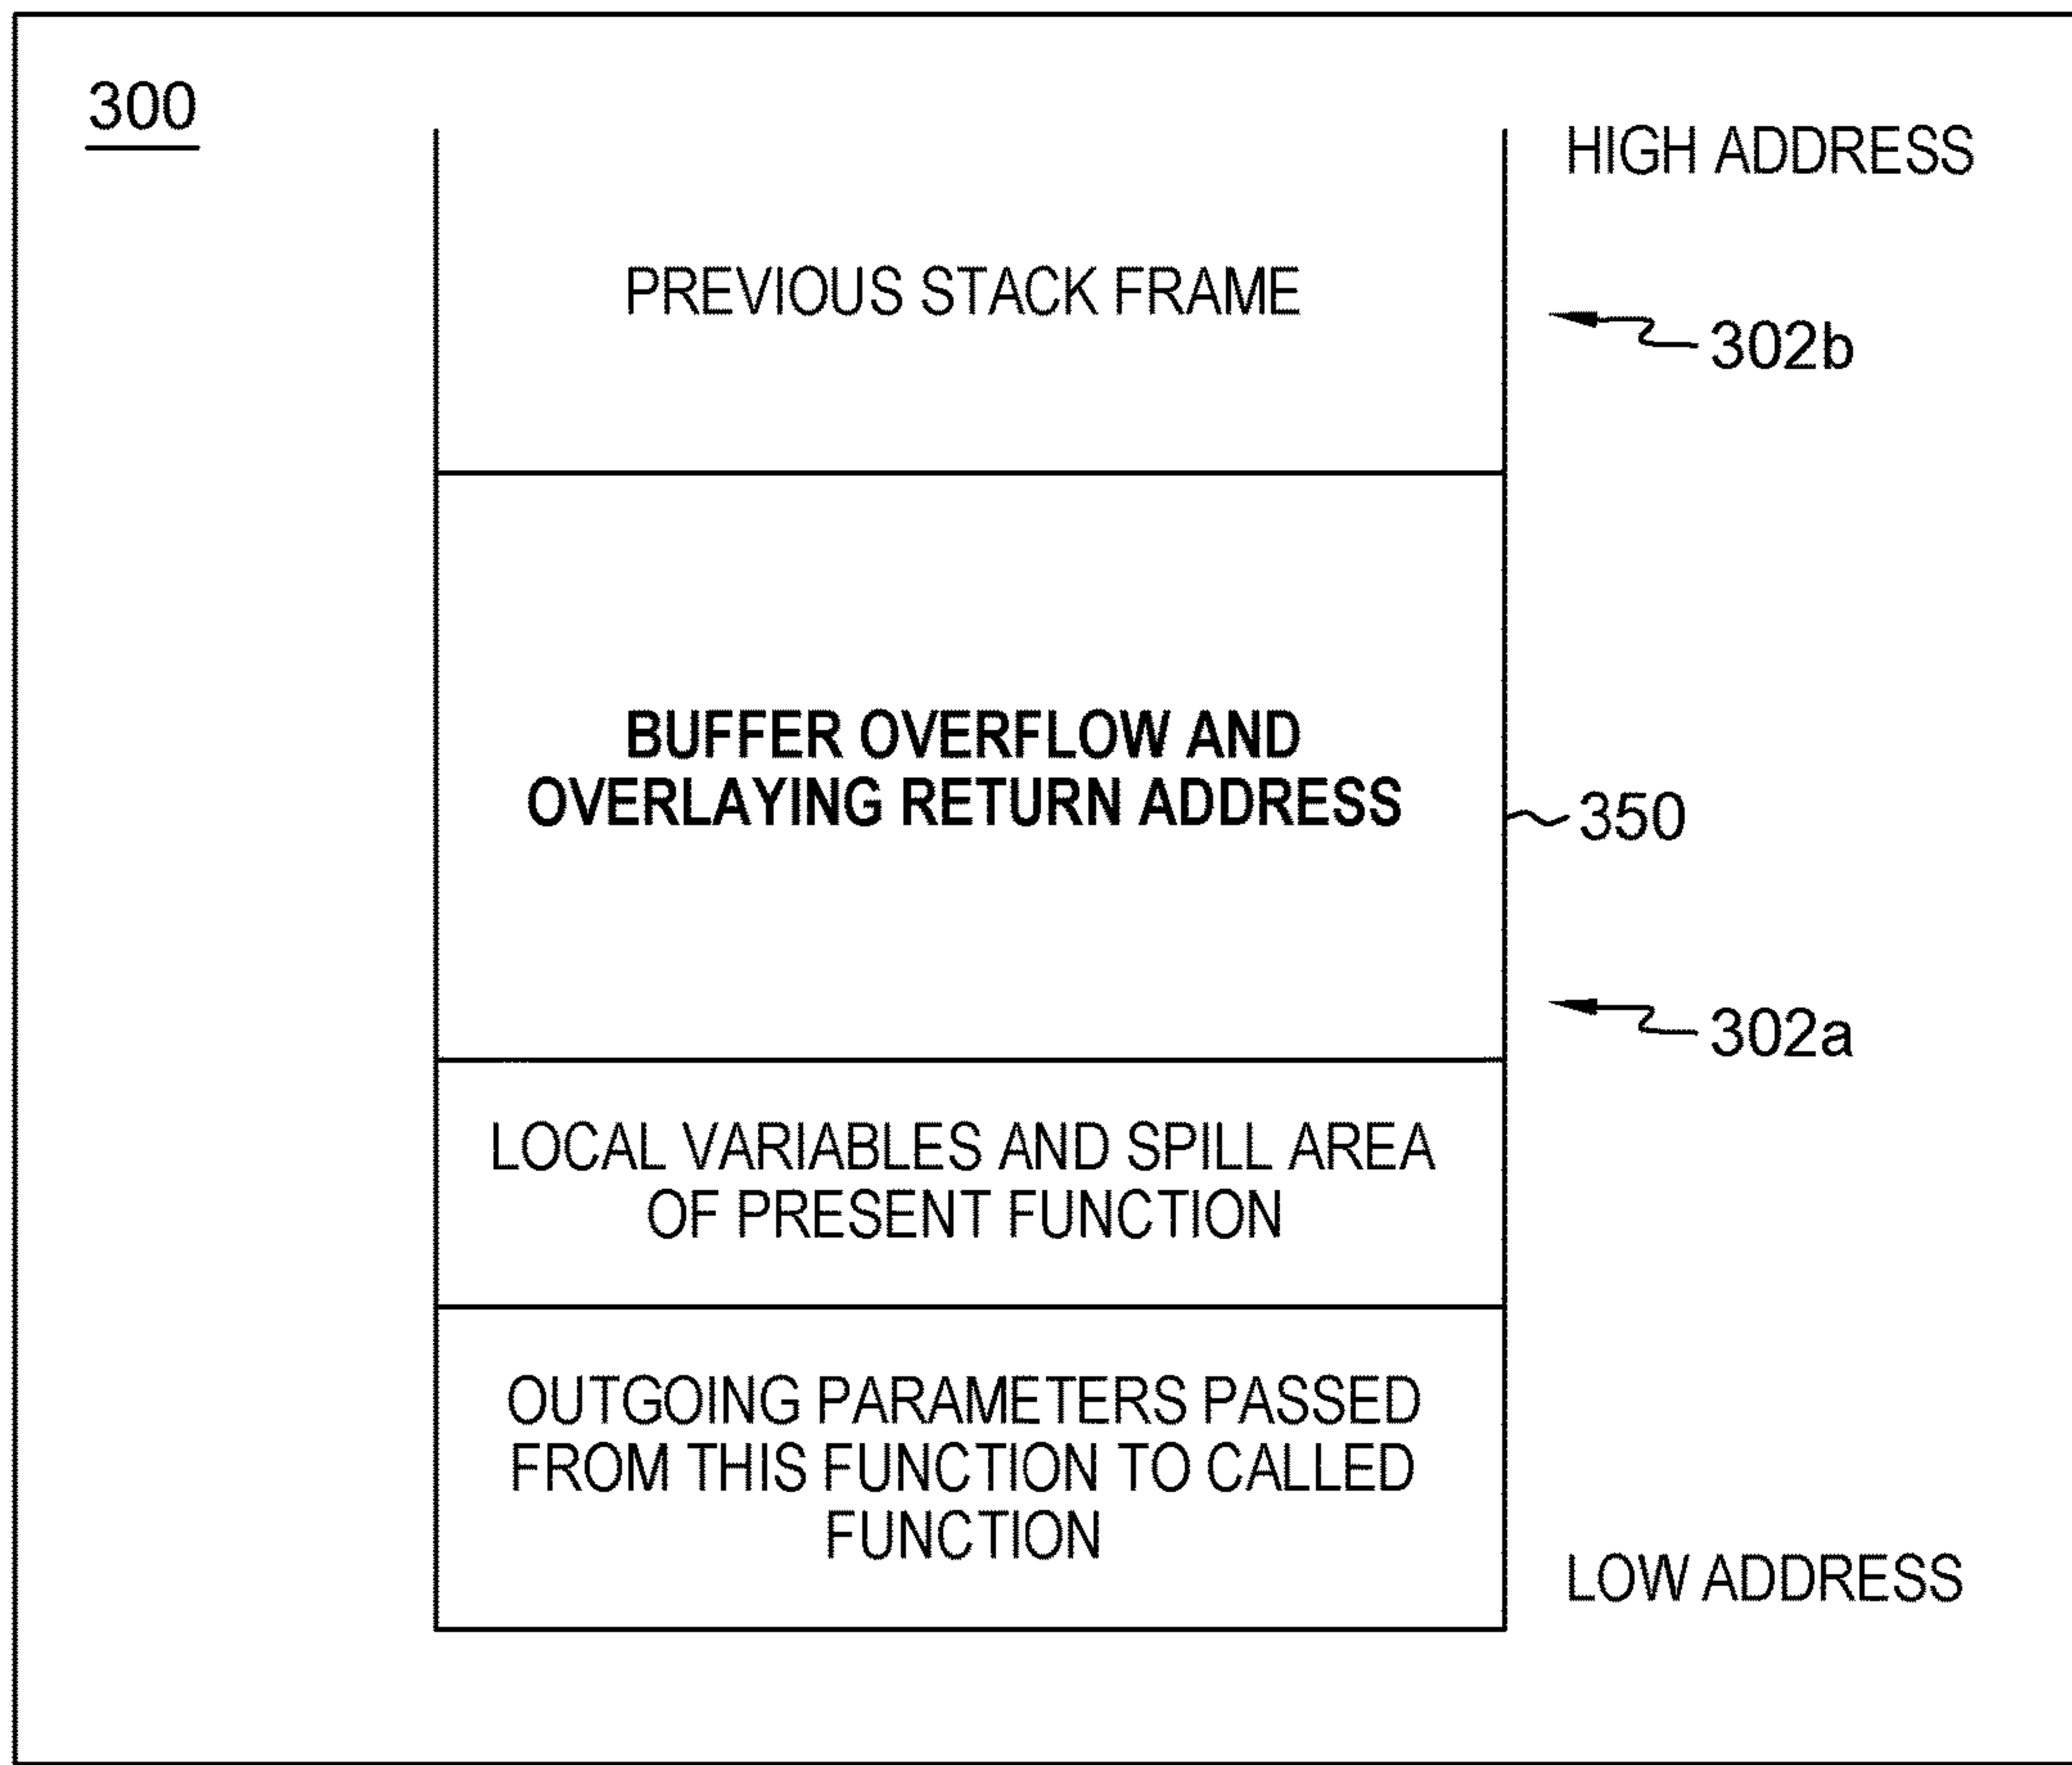 300
HIGH ADDRESS
PREVIOUS STACK FRAME
302b
BUFFER OVERFLOW AND
OVERLAYING RETURN ADDRESS
350
302a
LOCAL VARIABLES AND SPILL AREA
OF PRESENT FUNCTION
OUTGOING PARAMETERS PASSED
FROM THIS FUNCTION TO CALLED
FUNCTION
LOW ADDRESS